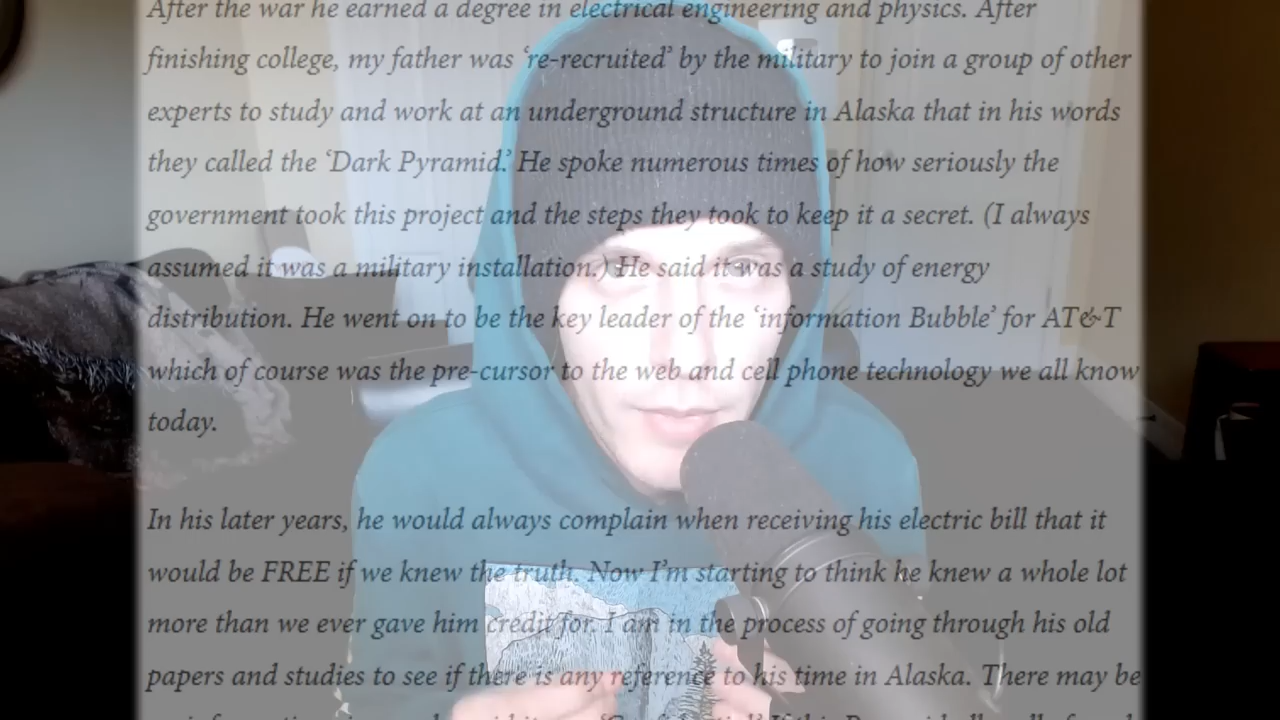 After the war he earned a degree in electrical engineering and physics. After
finishing college, my father was ‘re-recruited’ by the military to join a group of other
experts to study and work at an underground structure in Alaska that in his words
they called the ‘Dark Pyramid.’ He spoke numerous times of how seriously the
government took this project and the steps they took to keep it a secret. (I always
assumed it was a military installation.) He said it was a study of energy
distribution. He went on to be the key leader of the ‘information Bubble’ for AT&T
which of course was the pre-cursor to the web and cell phone technology we all know
today.
In his later years, he would always complain when receiving his electric bill that it
would be FREE if we knew the truth. Now I’m starting to think he knew a whole lot
more than we ever gave him credit for. I am in the process of going through his old
papers and studies to see if there is any reference to his time in Alaska. There may be